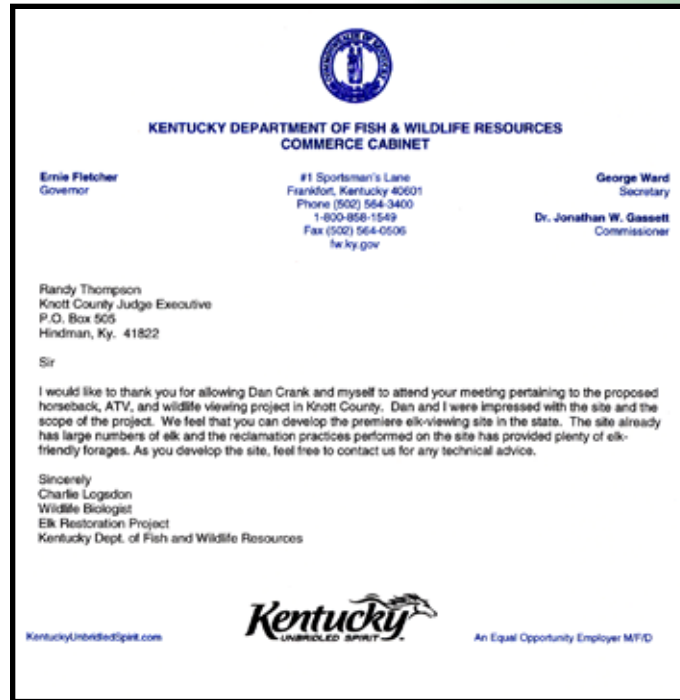 KENTUCKY DEPARTMENT OF FISH & WILDLIFE RESOURCES
COMMERCE CABINET
Ernie Fletcher
Governor
#1 Sportsman's Lane
Frankfort, Kentucky 40601
Phone (502) 564-3400
1-800-858-1549
Fax (502) 564-0506
fw.ky.gov
George Ward
Secretary
Dr. Jonathan W. Gassett
Commissioner
Randy Thompson
Knott County Judge Executive
P.O. Box 505
Hindman, Ky. 41822
Sir
I would like to thank you for allowing Dan Crank and myself to attend your meeting pertaining to the proposed
horseback, ATV, and wildlife viewing project in Knott County. Dan and I were impressed with the site and the
scope of the project. We feel that you can develop the premiere elk-viewing site in the state. The site already
has large numbers of elk and the reclamation practices performed on the site has provided plenty of elk-
friendly forages. As you develop the site, feel free to contact us for any technical advice.
Sincerely
Charlie Logsdon
Wildlife Biologist
Elk Restoration Project
Kentucky Dept. of Fish and Wildlife Resources
KentuckyUnbridledSpirit.com
Kentucky
UNBRIDLED SPIRIT
An Equal Opportunity Employer M/F/D